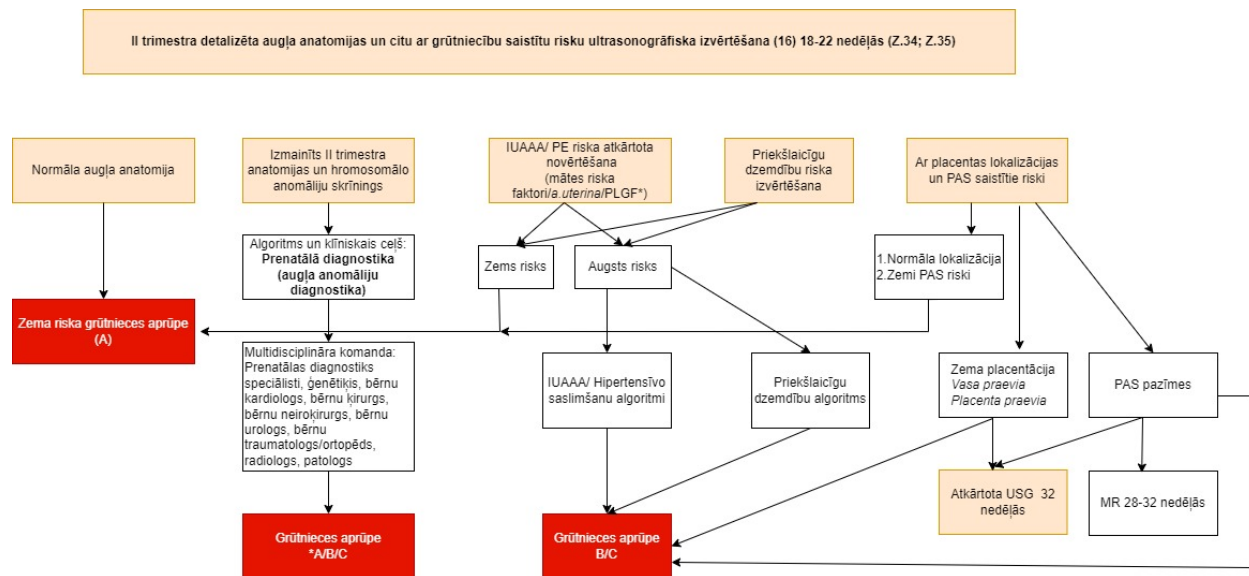 II trimestra detalizēta augļa anatomijas un citu ar grūtniecību saistītu risku ultrasonogrāfiska izvērtēšana (16) 18-22 nedēļās (Z.34; Z.35)
Normāla augļa anatomija
Izmainīts II trimestra
anatomijas un hromosomālo
anomāliju skrīnings
IUAAA/ PE riska atkārtota
novērtēšana
(mātes riska
faktori/a.uterina/PLGF*)
Priekšlaicīgu
dzemdību riska
izvērtēšana
Ar placentas lokalizācijas
un PAS saistītie riski
Algoritms un klīniskais ceļš:
Prenatālā diagnostika
(augļa anomāliju
diagnostika)
Zems risks
Augsts risks
1.Normāla lokalizācija
2.Zemi PAS riski
Zema riska grūtnieces aprūpe
(A)
Multidisciplināra komanda:
Prenatālas diagnostiks
speciālisti, ģenētiķis, bērnu
kardiologs, bērnu ķirurgs,
bērnu neiroķirurgs, bērnu
urologs, bērnu
traumatologs/ortopēds,
radiologs, patologs
IUAAA/ Hipertensīvo
saslimšanu algoritmi
Priekšlaicīgu
dzemdību algoritms
Zema placentācija
Vasa praevia
Placenta praevia
PAS pazīmes
Atkārtota USG 32
nedēļās
MR 28-32 nedēļās
Grūtnieces aprūpe
*A/B/C
Grūtnieces aprūpe
B/C